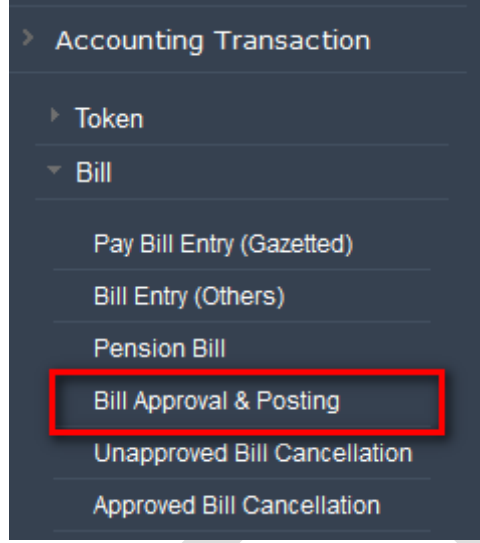 Accounting Transaction
Token
Bill
Pay Bill Entry (Gazetted)
Bill Entry (Others)
Pension Bill
Bill Approval & Posting
Unapproved Bill Cancellation
Approved Bill Cancellation